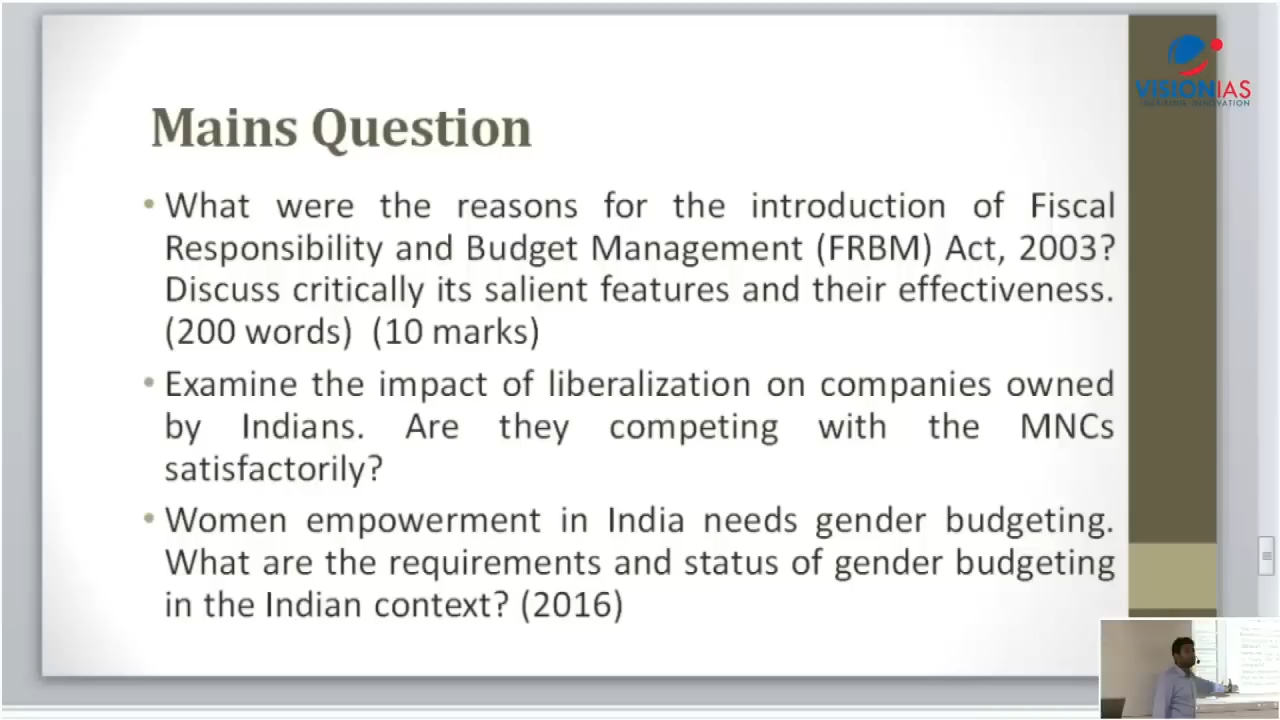 VISIONIAS
INSPIRING INNOVATION
Mains Question
• What were the reasons for the introduction of Fiscal
Responsibility and Budget Management (FRBM) Act, 2003?
Discuss critically its salient features and their effectiveness.
(200 words) (10 marks)
• Examine the impact of liberalization on companies owned
by Indians. Are they competing with the MNCs
satisfactorily?
• Women empowerment in India needs gender budgeting.
What are the requirements and status of gender budgeting
in the Indian context? (2016)